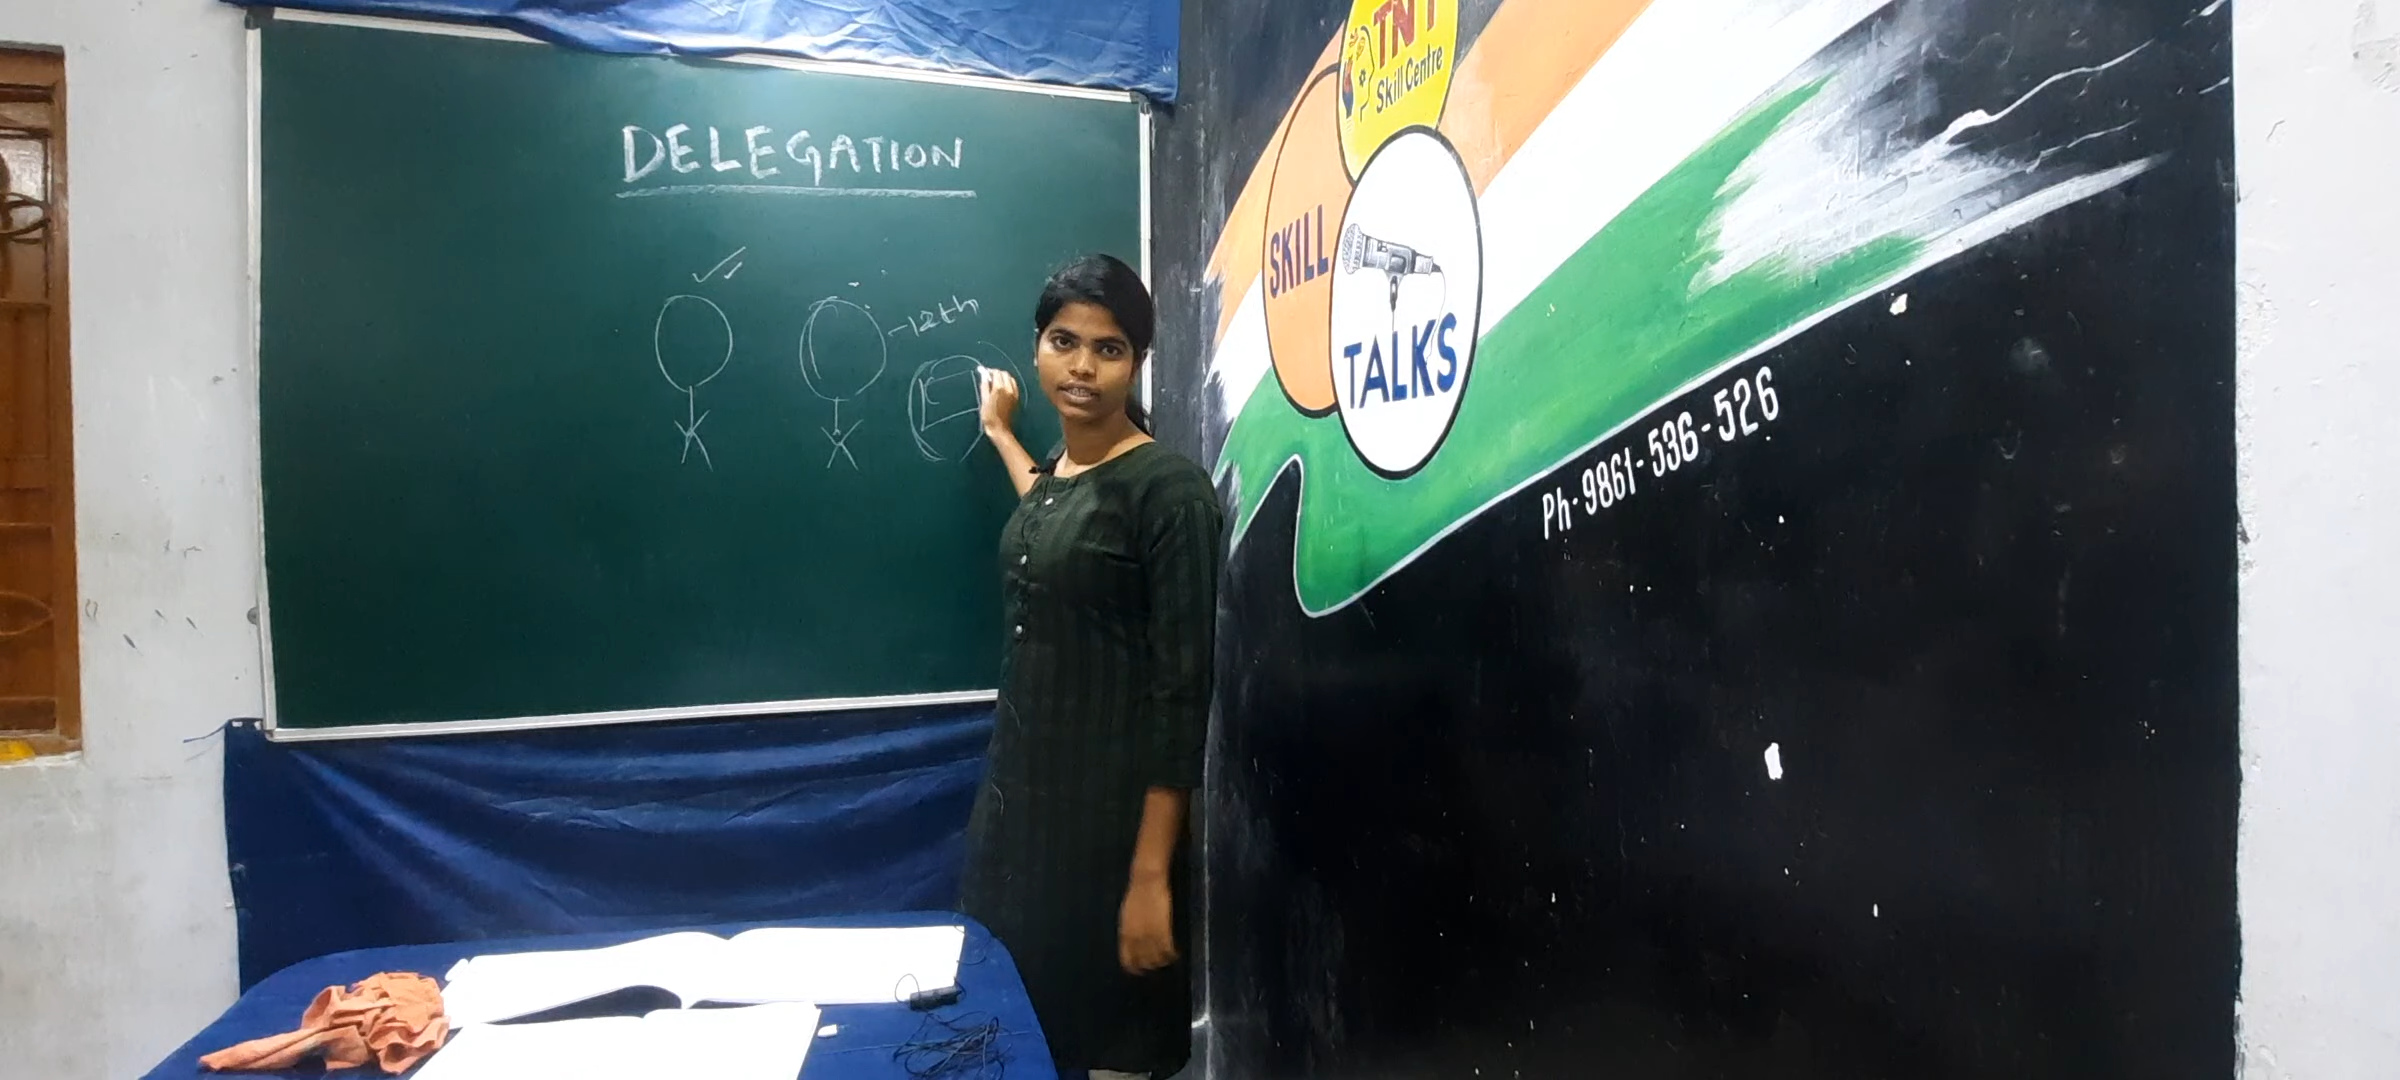 DELEGATION
-12th
TNT
Skill Centre
SKILL
TALKS
Ph-9861-536-526